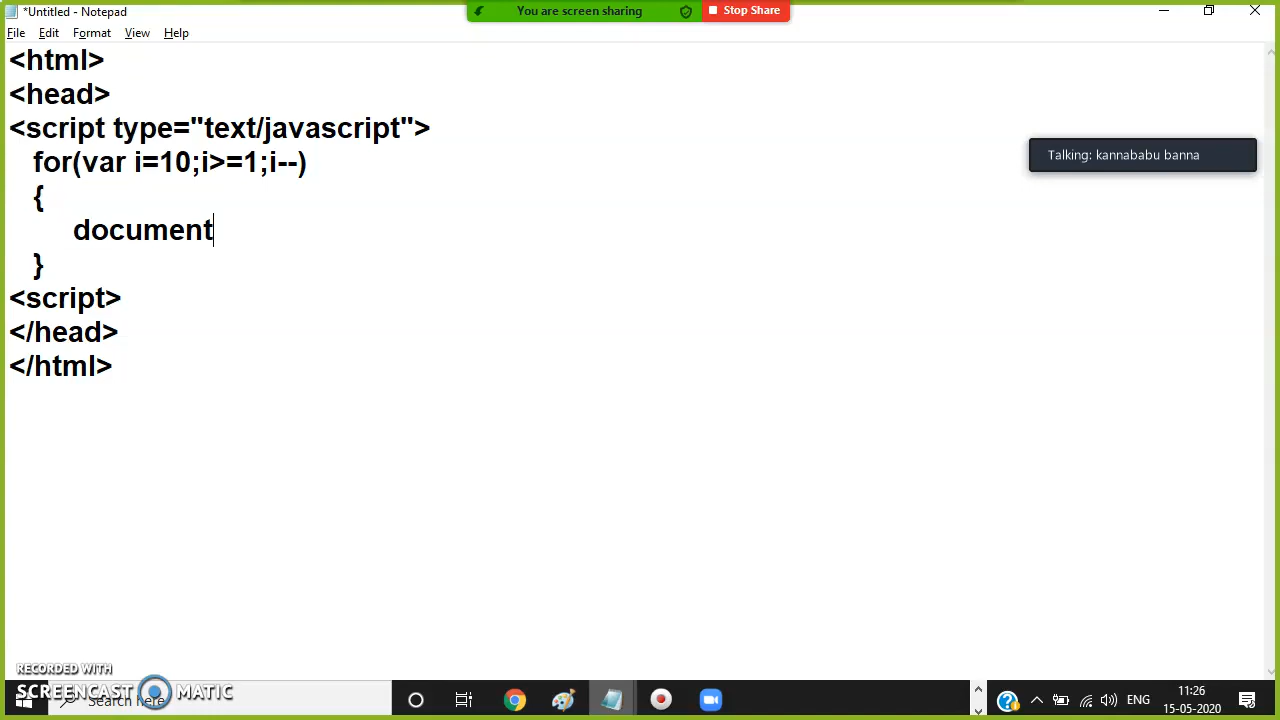 *Untitled - Notepad
You are screen sharing
Stop Share
File Edit Format View Help
<html>
<head>
<script type="text/javascript">
for(var i=10;i>=1;i--)
Talking: kannababu banna
{
document
}
<script>
</head>
</html>
RECORDED WITH
SCREENCAST MATIC
Search here
ENG
11:26
15-05-2020